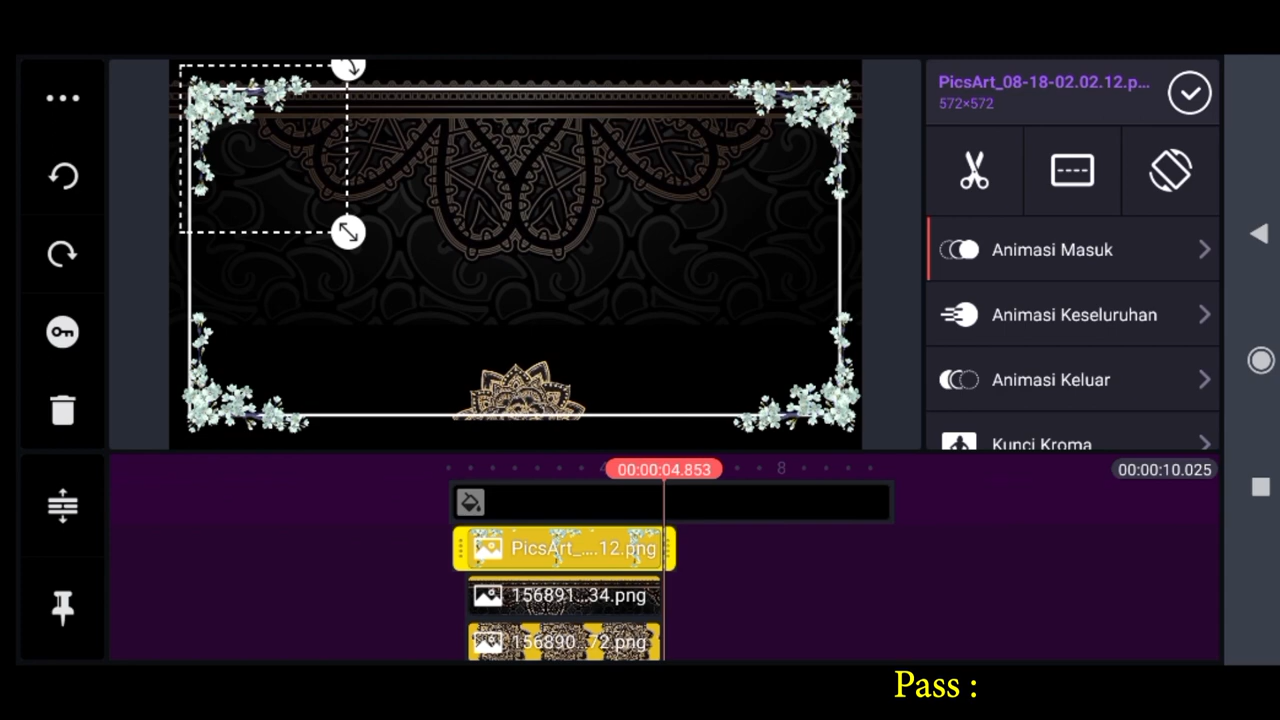 PicsArt_08-18-02.02.12.p...
572×572
Animasi Masuk
Animasi Keseluruhan
Animasi Keluar
Kunci Kroma
00:00:04.853
8
00:00:10.025
PicsArt_....12.png
156891...34.png
156890...72.png
Pass :